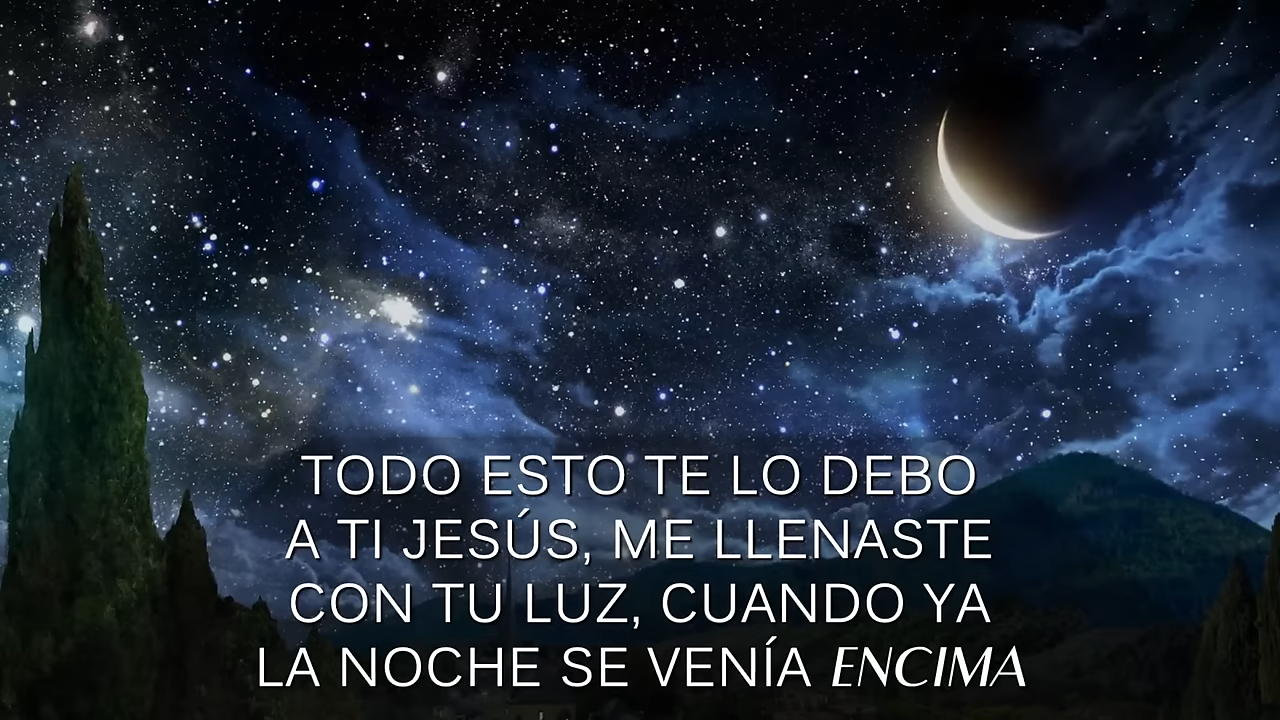 TODO ESTO TE LO DEBO
A TI JESÚS, ME LLENASTE
CON TU LUZ, CUANDO YA
LA NOCHE SE VENÍA ENCIMA